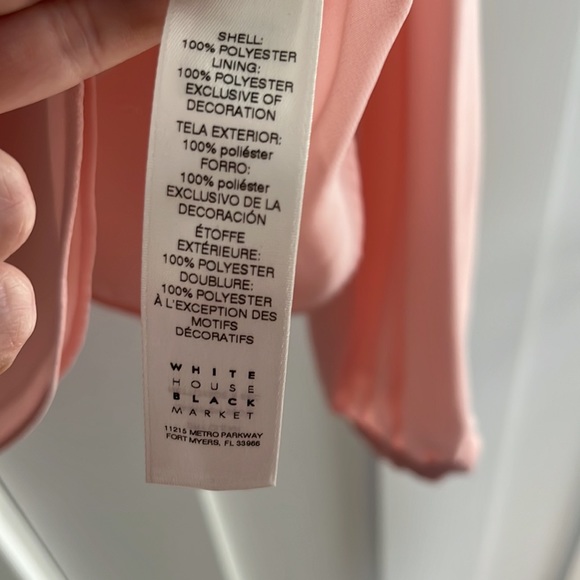 SHELL:
100% POLYESTER
LINING:
100% POLYESTER
EXCLUSIVE OF
DECORATION
TELA EXTERIOR:
100% poliéster
FORRO:
100% poliéster
EXCLUSIVO DE LA
DECORACIÓN
ÉTOFFE
EXTÉRIEURE:
100% POLYESTER
DOUBLURE:
100% POLYESTER
À L'EXCEPTION DES
MOTIFS
DÉCORATIFS
WHITE
HOUSE
BLACK
MARKET
11215 METRO PARKWAY
FORT MYERS, FL 33966